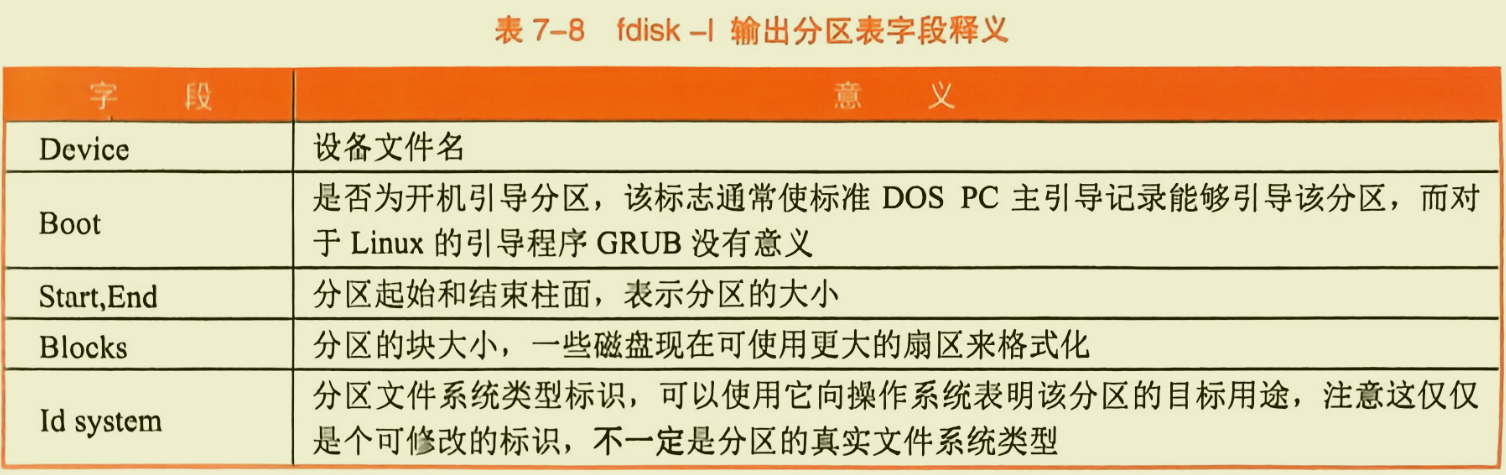 表 7-8 fdisk -l 输出分区表字段释义
字 段 意 义
Device 设备文件名
Boot 是否为开机引导分区，该标志通常使标准 DOS PC 主引导记录能够引导该分区，而对
于 Linux 的引导程序 GRUB 没有意义
Start,End 分区起始和结束柱面，表示分区的大小
Blocks 分区的块大小，一些磁盘现在可使用更大的扇区来格式化
Id system 分区文件系统类型标识，可以使用它向操作系统表明该分区的目标用途，注意这仅仅
是个可修改的标识，不一定是分区的真实文件系统类型